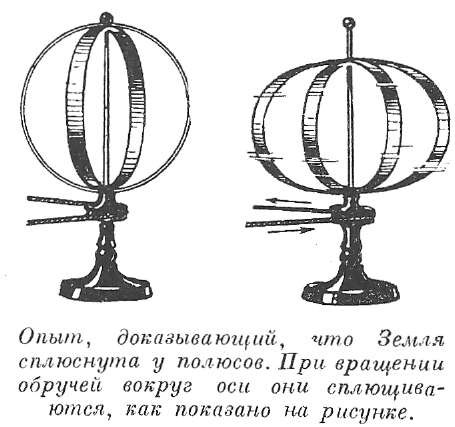 Опыт, доказывающий, что Земля
сплюснута у полюсов. При вращении
обручей вокруг оси они сплющива-
ются, как показано на рисунке.